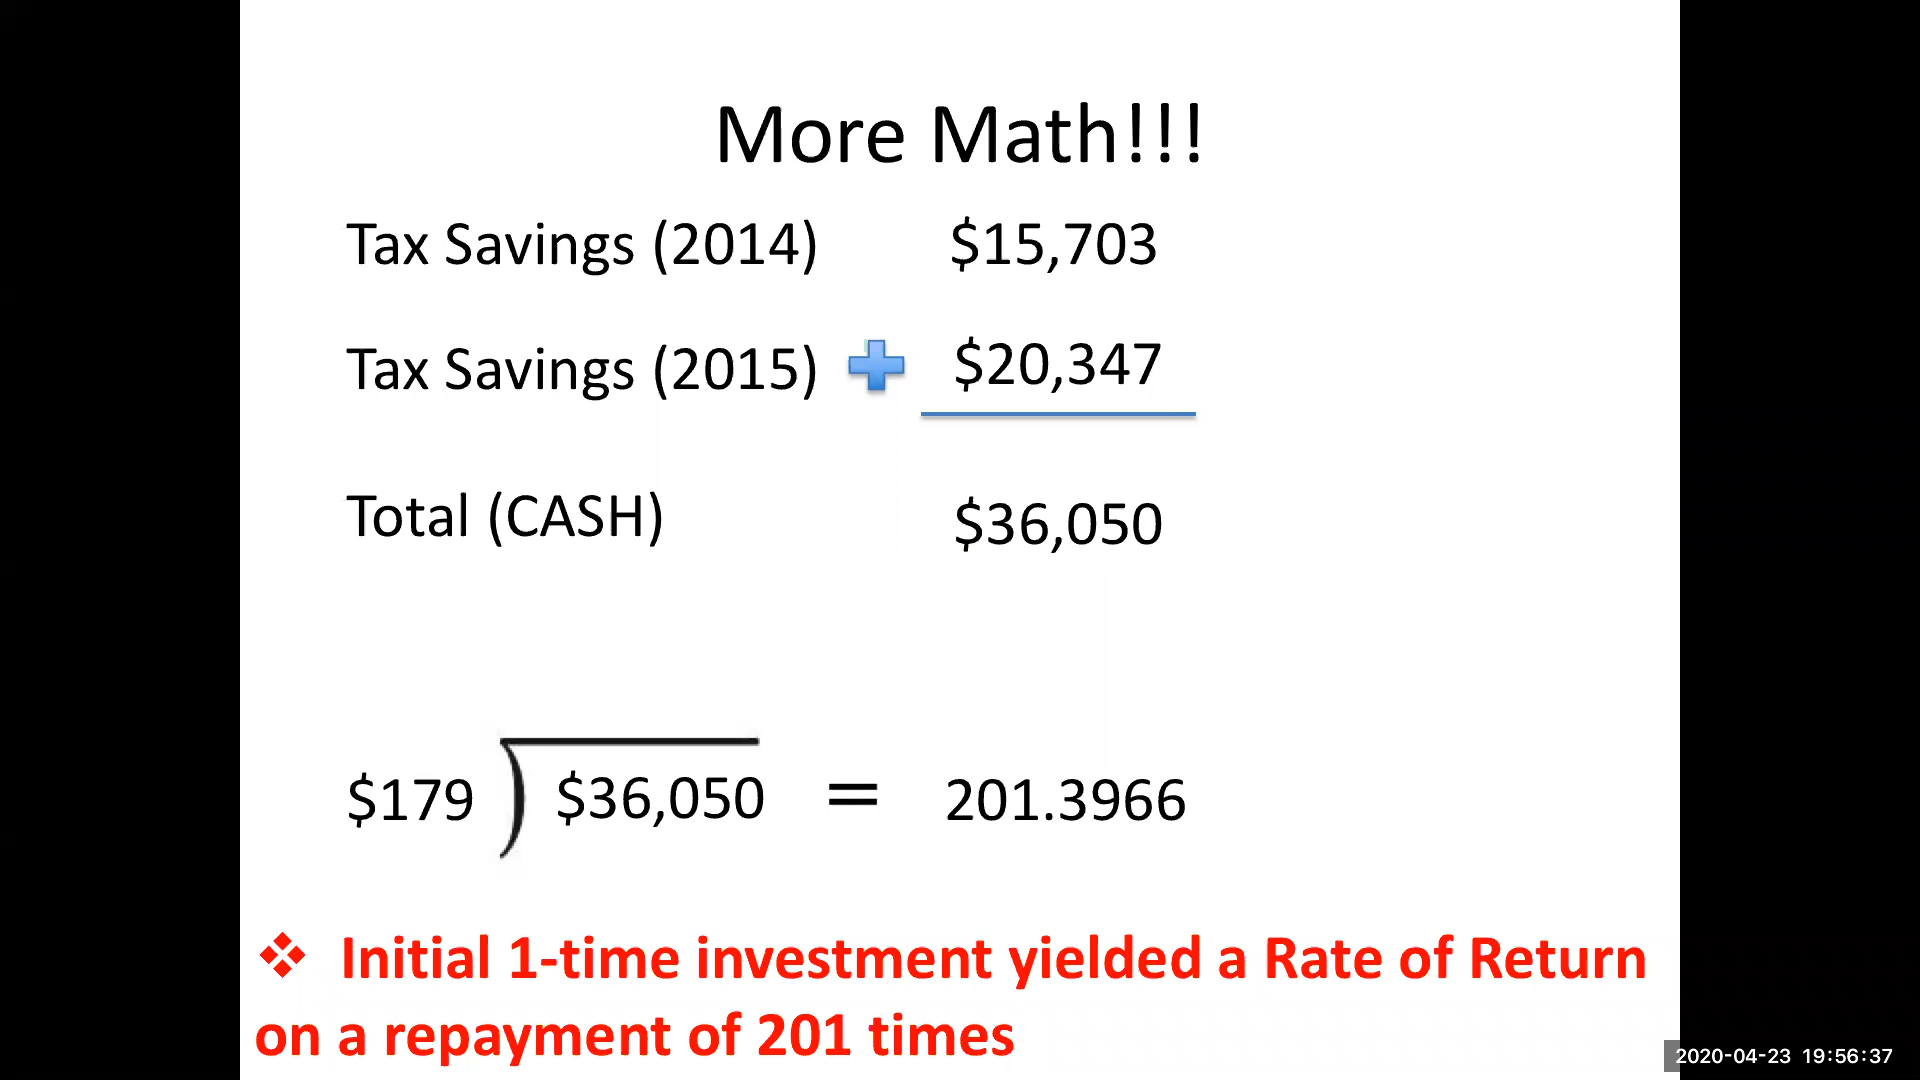 More Math!!!
Tax Savings (2014) $15,703
Tax Savings (2015) $20,347
Total (CASH) $36,050
$179 $36,050 = 201.3966
❖ Initial 1-time investment yielded a Rate of Return
on a repayment of 201 times
2020-04-23 19:56:37